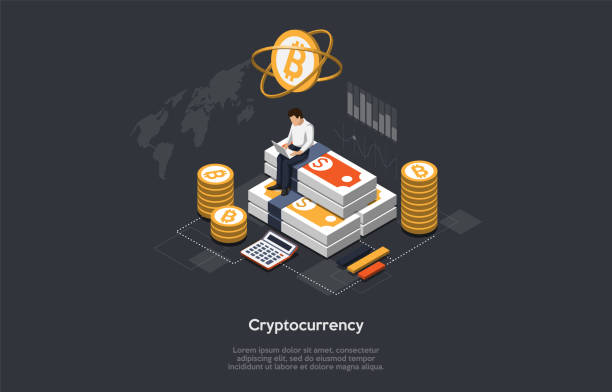 Cryptocurrency
Lorem ipsum dolor sit amet, consectetur
adipiscing elit, sed do eiusmod tempor
incididunt ut labore et dolore magna aliqua.